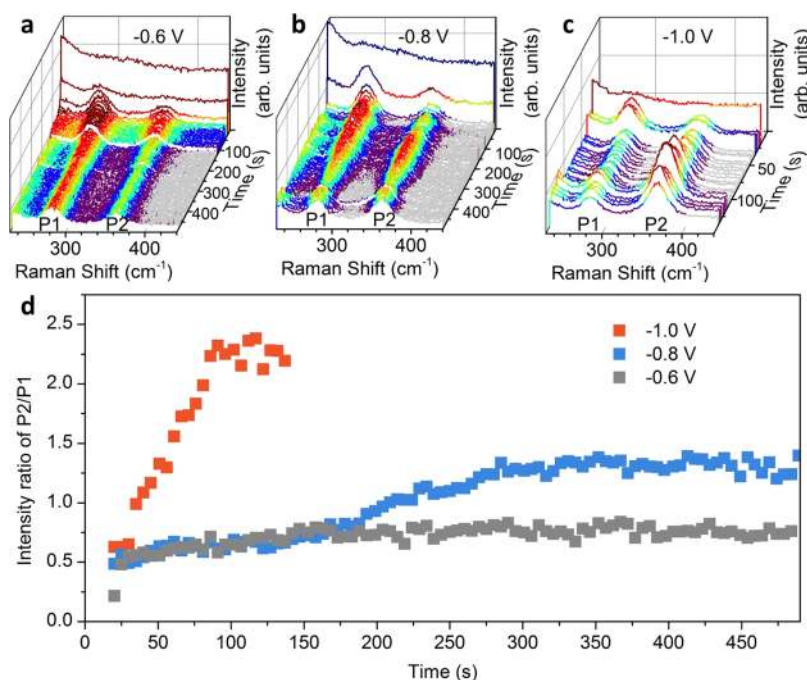 a
-0.6 V
Intensity
(arb. units)
100
200
300
400
Time (s)
P1
P2
300
400
Raman Shift (cm⁻¹)
b
-0.8 V
Intensity
(arb. units)
100
200
300
400
Time (s)
P1
P2
300
400
Raman Shift (cm⁻¹)
c
-1.0 V
Intensity
(arb. units)
50
100
Time (s)
P1
P2
300
400
Raman Shift (cm⁻¹)
d
2.5
2.0
1.5
1.0
0.5
0.0
Intensity ratio of P2/P1
-1.0 V
-0.8 V
-0.6 V
0 50 100 150 200 250 300 350 400 450
Time (s)